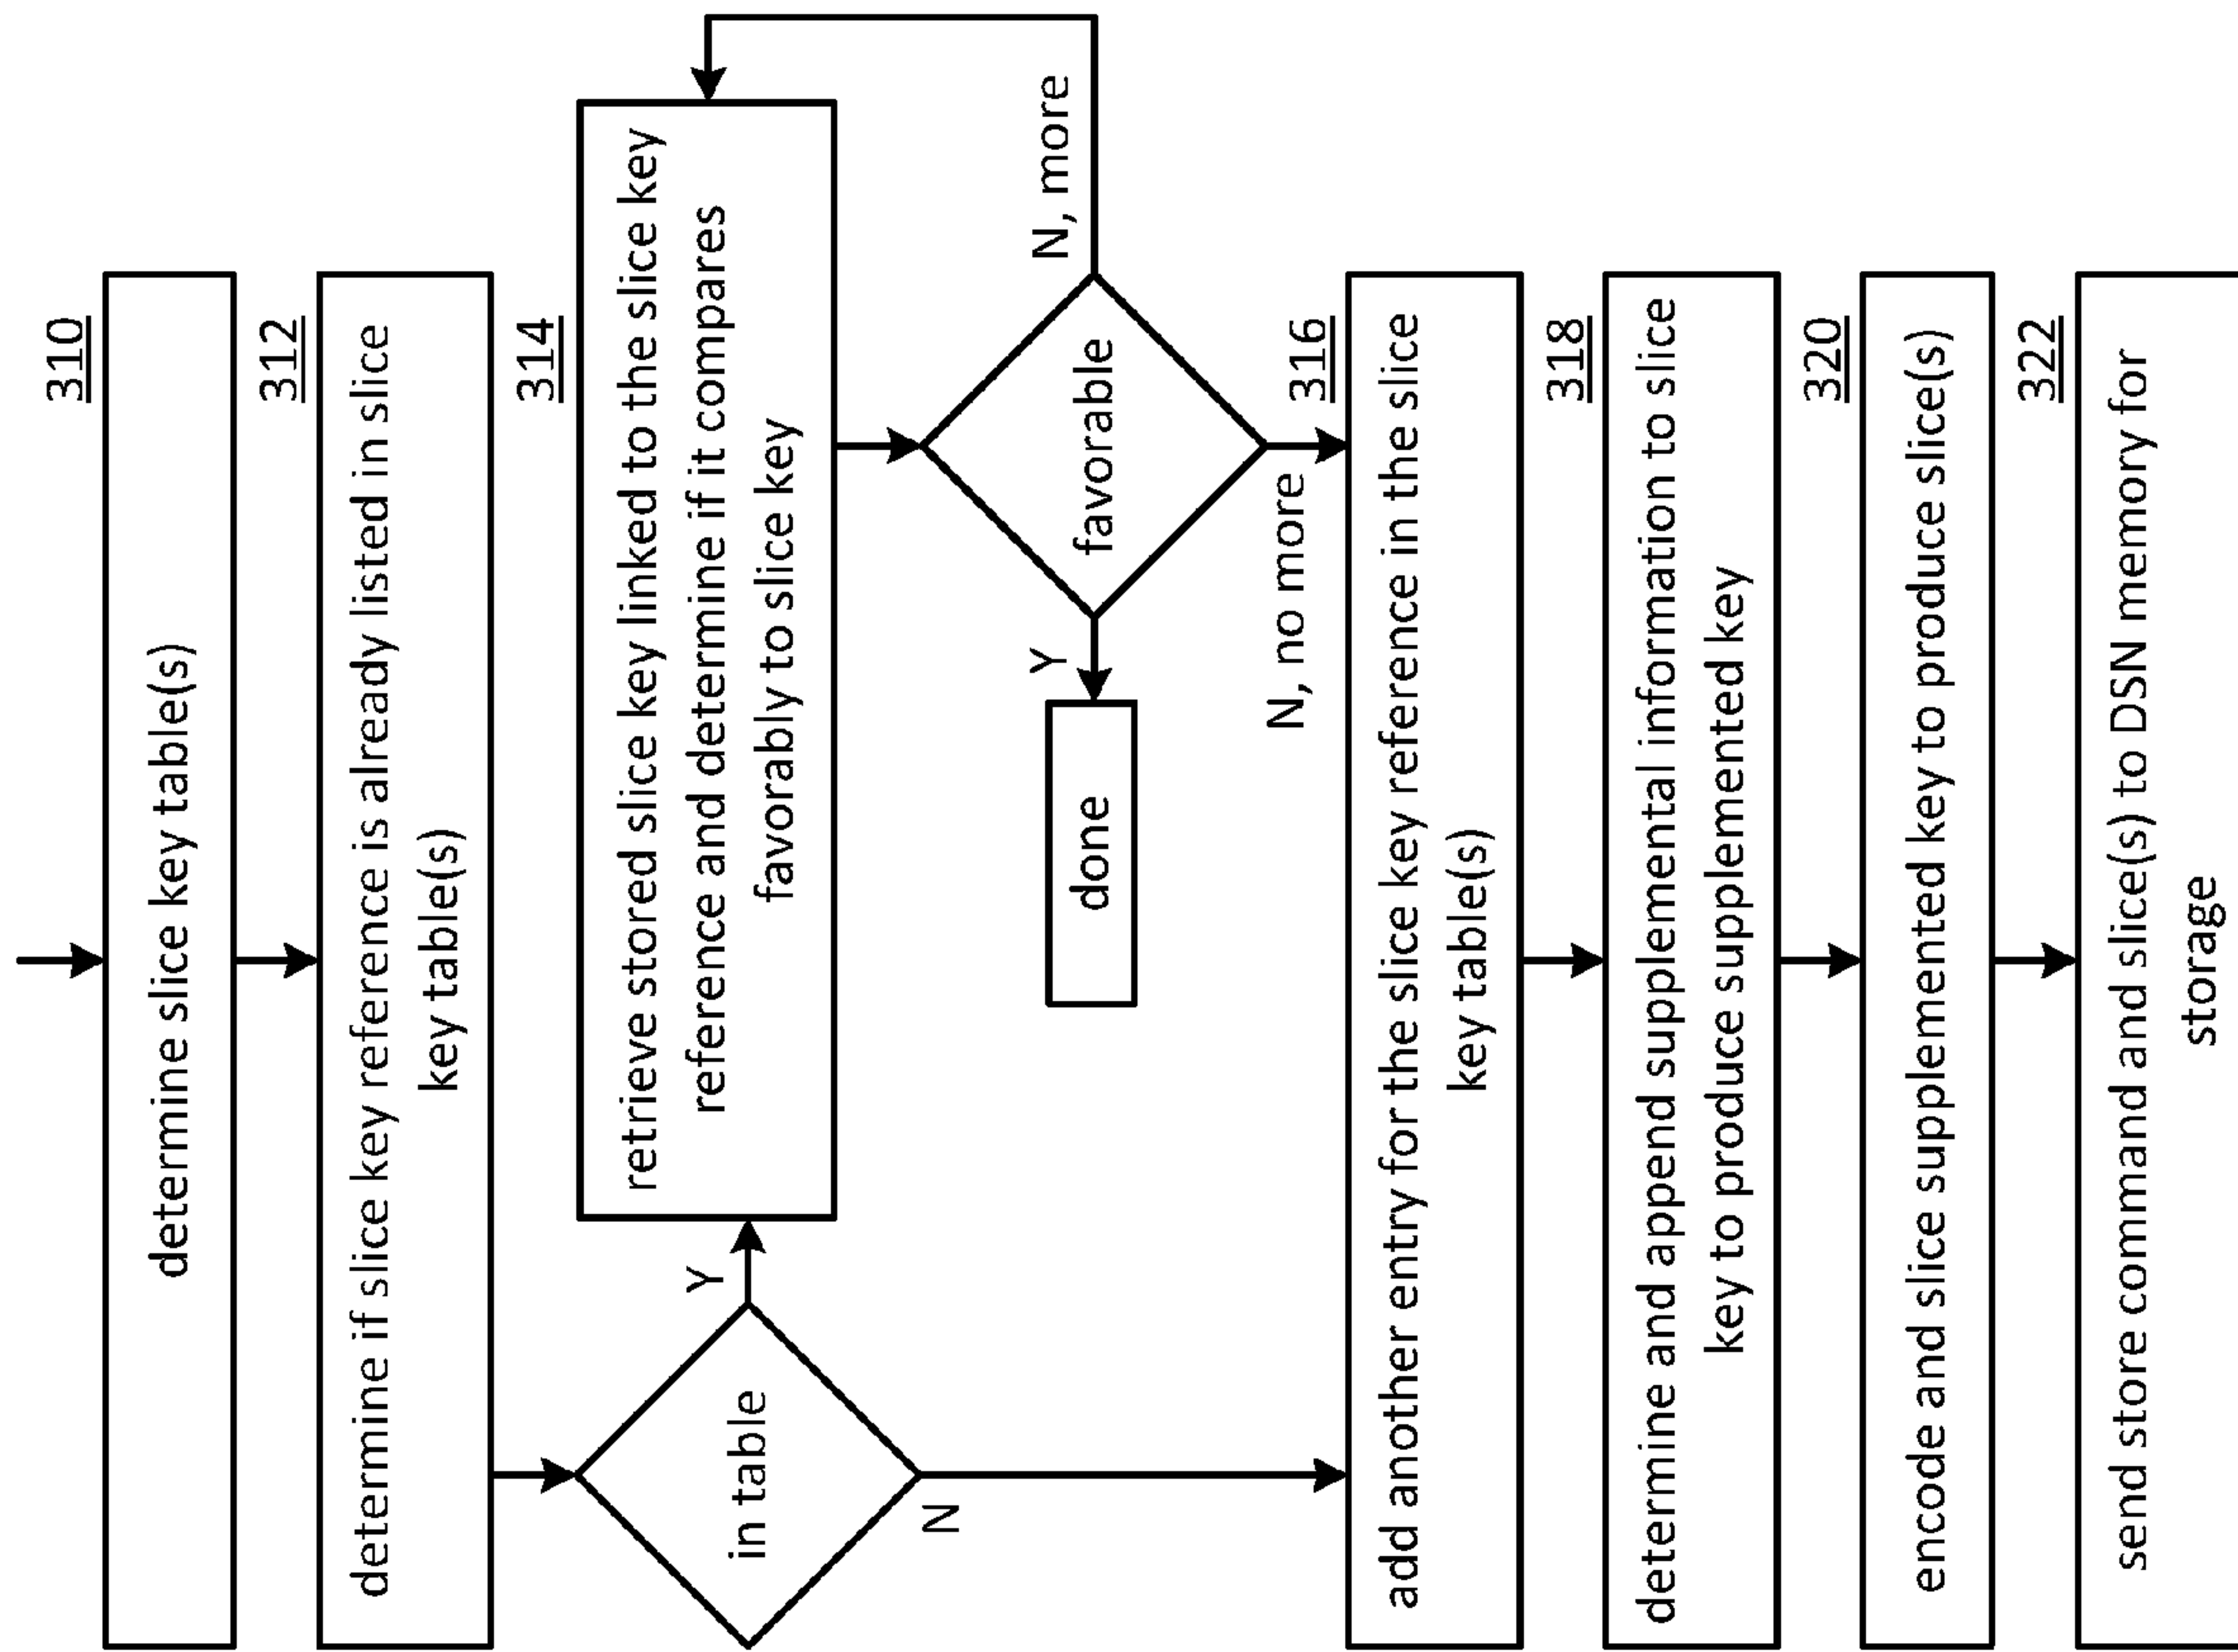 310
determine slice key table(s)
312
determine if slice key reference is already listed in slice
key table(s)
314
in table
Y
N
retrieve stored slice key linked to the slice key
reference and determine if it compares
favorably to slice key
favorable
N, more
Y
done
N, no more
316
add another entry for the slice key reference in the slice
key table(s)
318
determine and append supplemental information to slice
key to produce supplemented key
320
encode and slice supplemented key to produce slice(s)
322
send store command and slice(s) to DSN memory for
storage